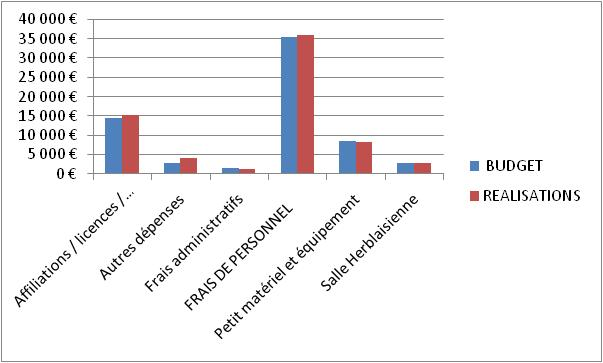 40 000 €
35 000 €
30 000 €
25 000 €
20 000 €
15 000 €
10 000 €
5 000 €
0 €
Affiliations / licences /...
Autres dépenses
Frais administratifs
FRAIS DE PERSONNEL
Petit matériel et équipement
Salle Herblaisienne
BUDGET
REALISATIONS